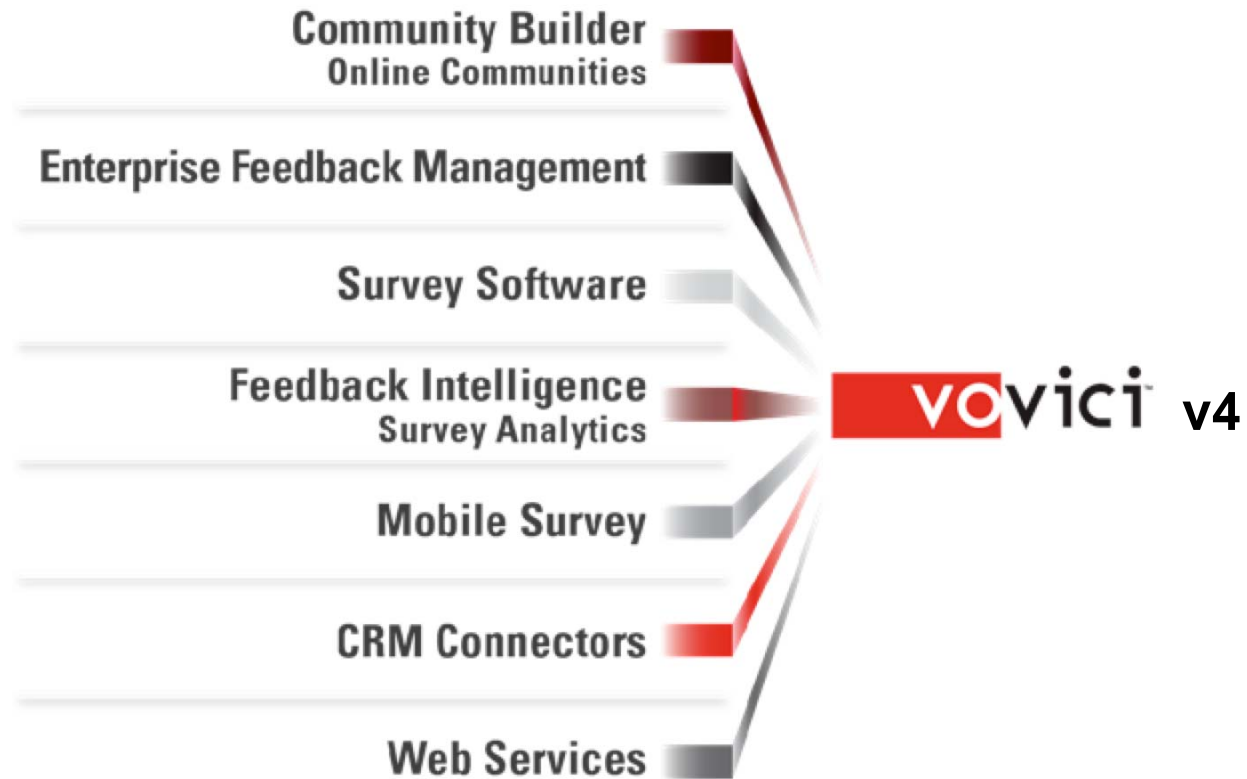 Community Builder
Online Communities
Enterprise Feedback Management
Survey Software
Feedback Intelligence
Survey Analytics
vovici™ v4
Mobile Survey
CRM Connectors
Web Services